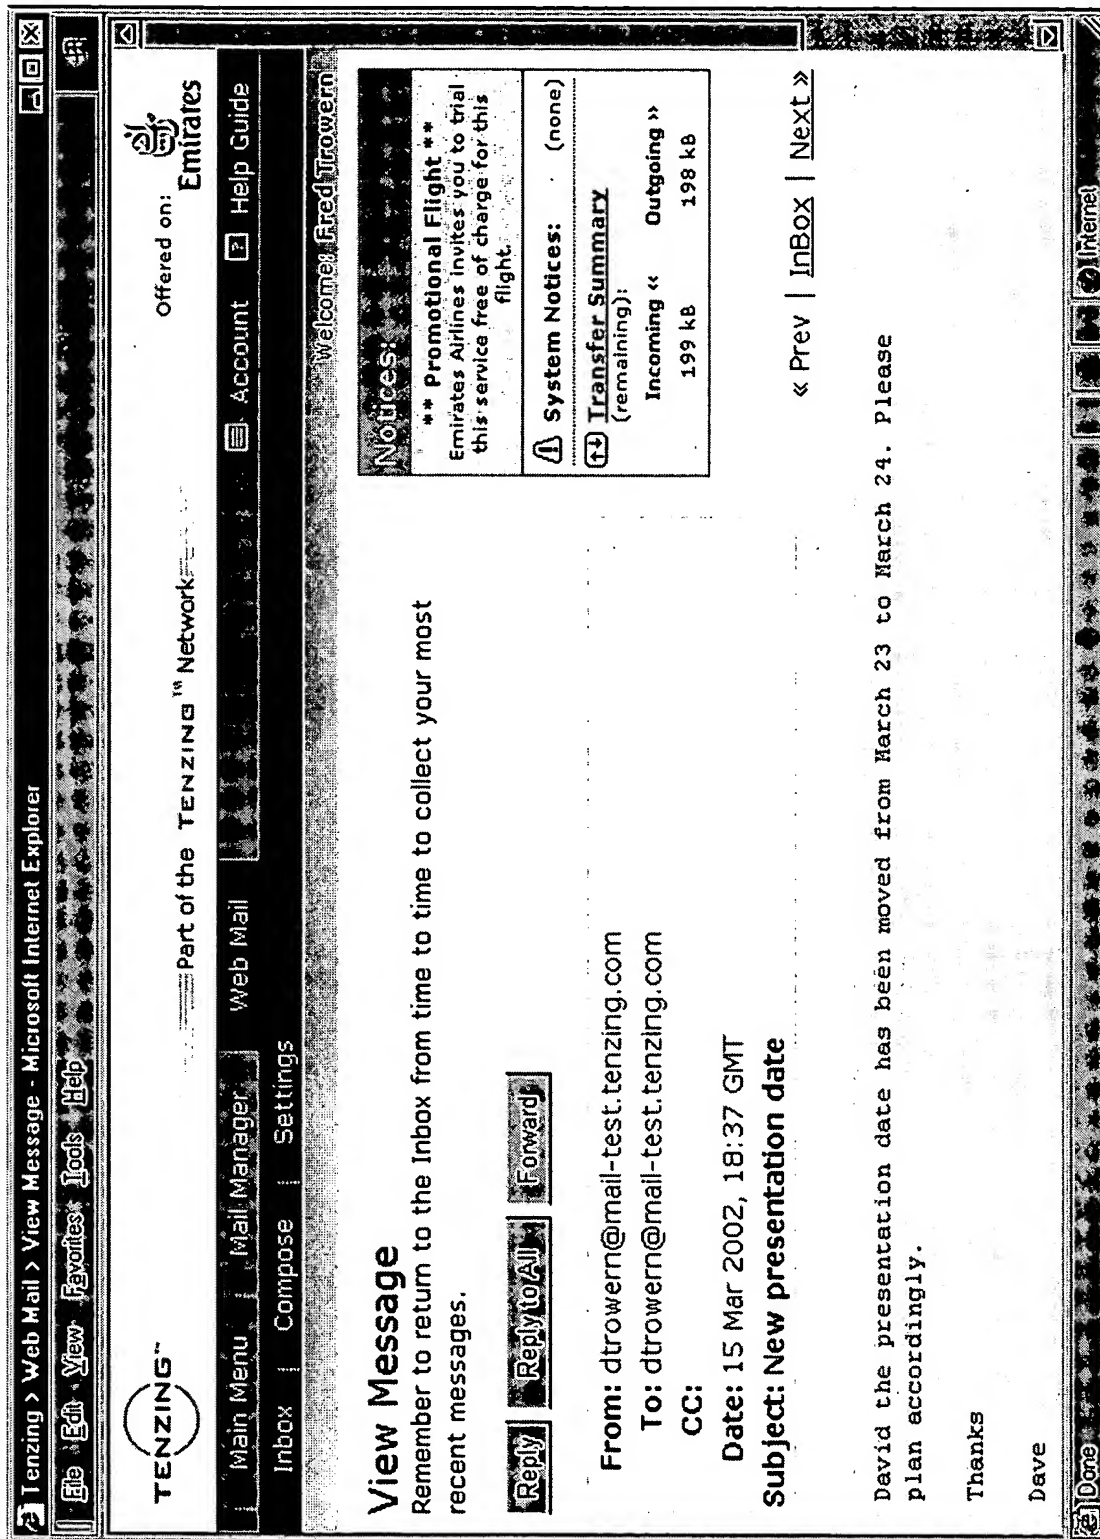 Tenzing > Web Mail > View Message - Microsoft Internet Explorer
File Edit View Favorites Tools Help
TENZING™
Part of the TENZING™ Network
Offered on:
Emirates
Main Menu | Mail Manager | Web Mail
Account ? Help Guide
Inbox | Compose | Settings
Welcome: Fred Trowern
View Message
Remember to return to the Inbox from time to time to collect your most
recent messages.
Notices:
** Promotional Flight **
Emirates Airlines invites you to trial
this service free of charge for this
flight.
System Notices: (none)
Transfer Summary
(remaining):
Incoming << Outgoing >>
199 kB 198 kB
Reply Reply to All Forward
From: dtrowern@mail-test.tenzing.com
To: dtrowern@mail-test.tenzing.com
CC:
Date: 15 Mar 2002, 18:37 GMT
Subject: New presentation date
« Prev | InBox | Next »
David the presentation date has been moved from March 23 to March 24. Please
plan accordingly.
Thanks
Dave
Done
Internet